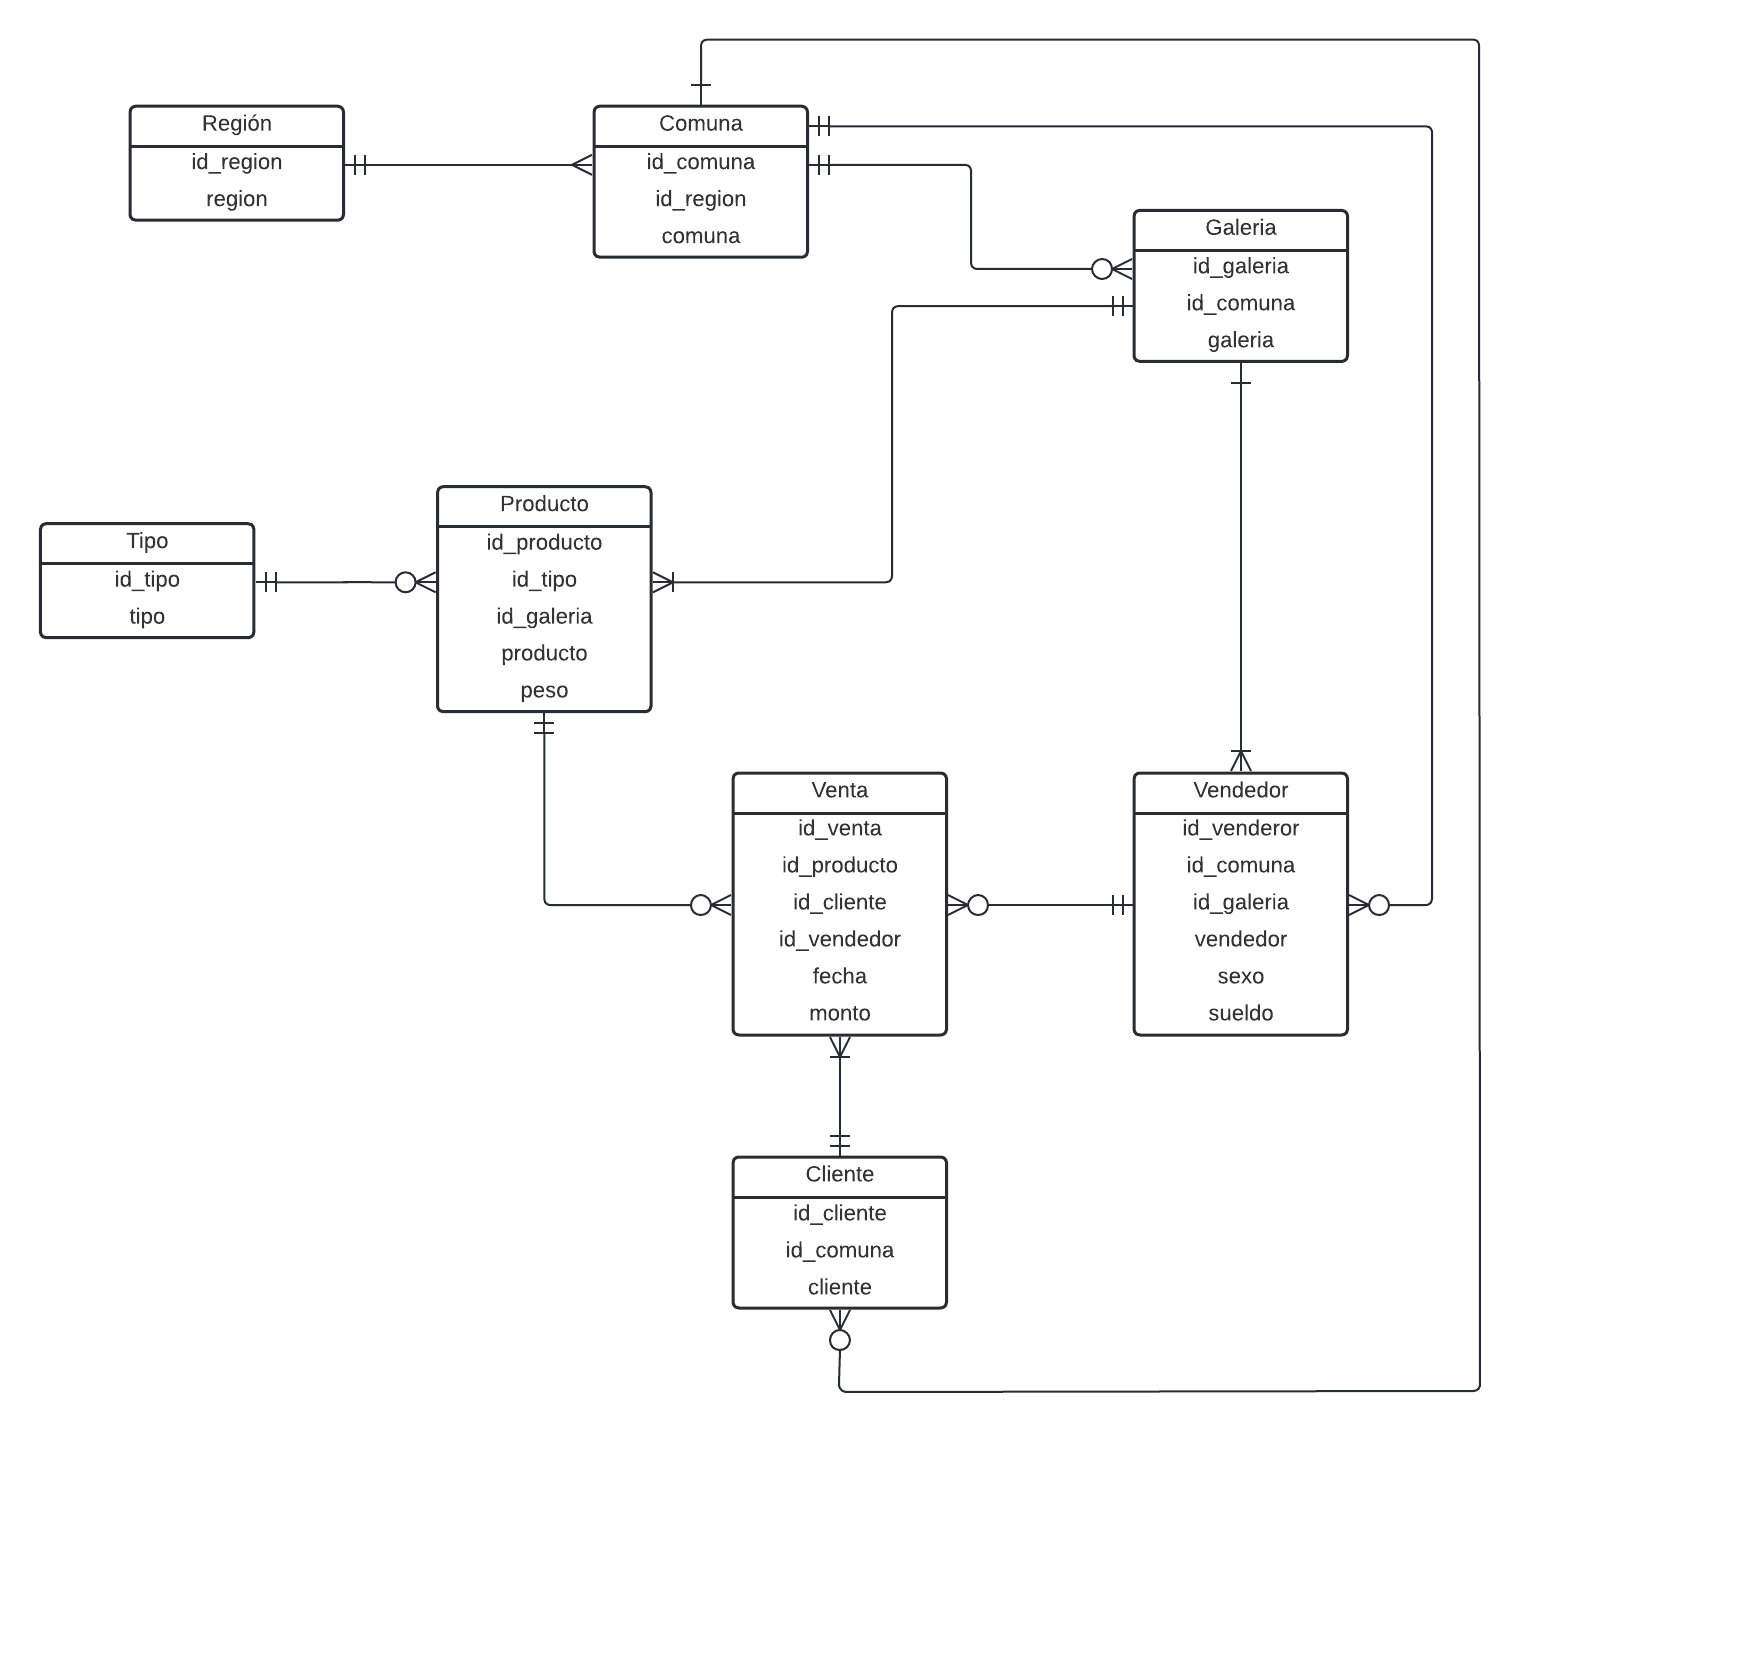 Región
id_region
region
Comuna
id_comuna
id_region
comuna
Galeria
id_galeria
id_comuna
galeria
Tipo
id_tipo
tipo
Producto
id_producto
id_tipo
id_galeria
producto
peso
Venta
id_venta
id_producto
id_cliente
id_vendedor
fecha
monto
Vendedor
id_venderor
id_comuna
id_galeria
vendedor
sexo
sueldo
Cliente
id_cliente
id_comuna
cliente